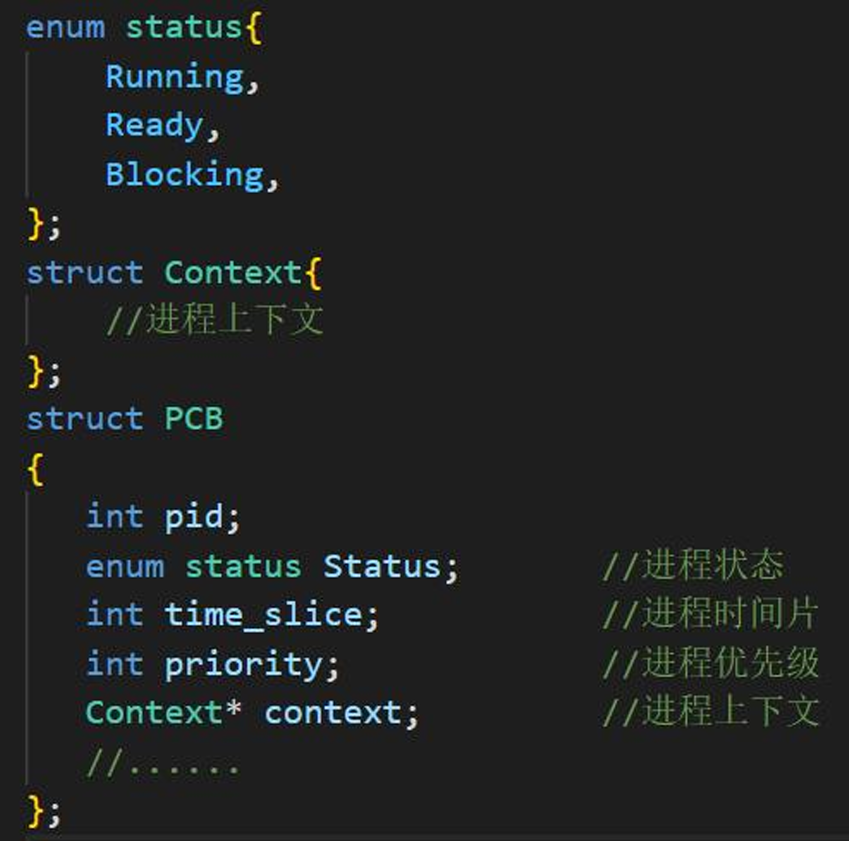 enum status{
    Running,
    Ready,
    Blocking,
};
struct Context{
    //进程上下文
};
struct PCB
{
   int pid;
   enum status Status;       //进程状态
   int time_slice;           //进程时间片
   int priority;             //进程优先级
   Context* context;         //进程上下文
   //......
};